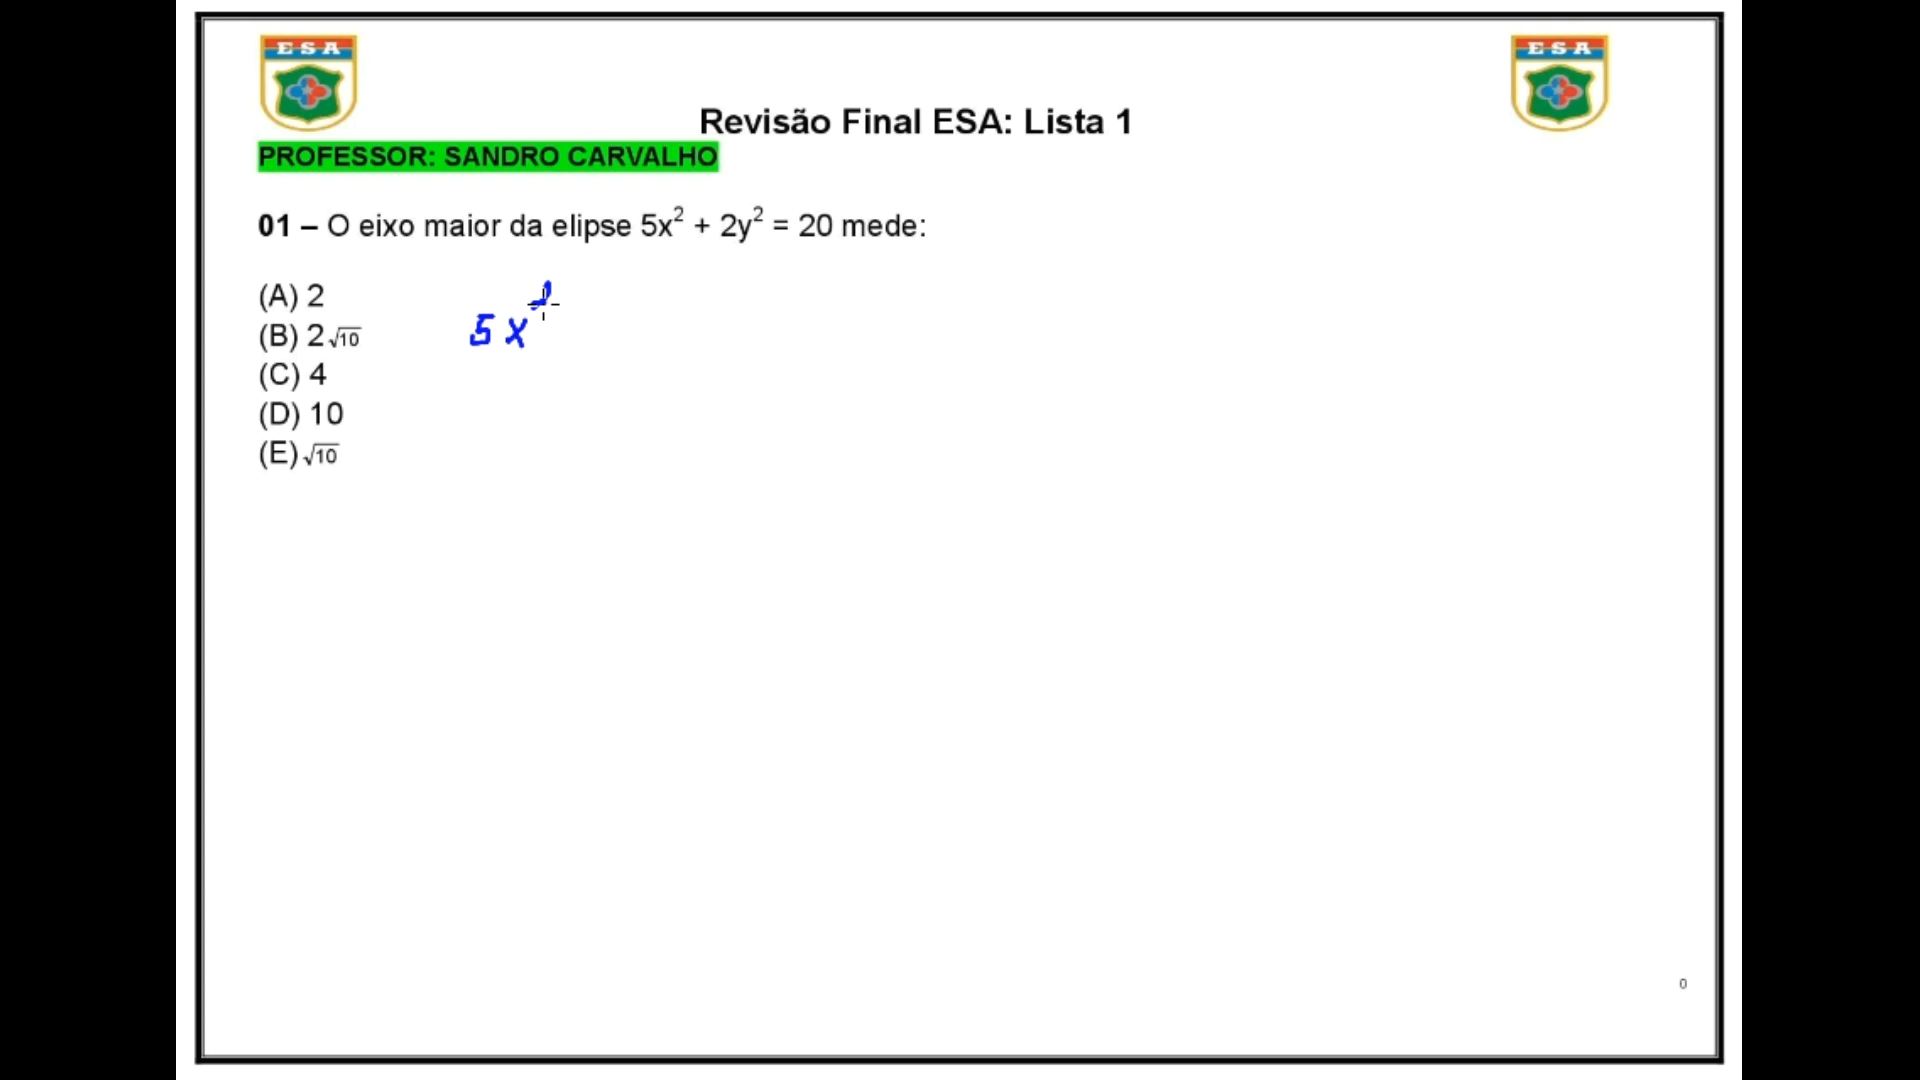 ESA
ESA
Revisão Final ESA: Lista 1
PROFESSOR: SANDRO CARVALHO
01 – O eixo maior da elipse 5x² + 2y² = 20 mede:
(A) 2
(B) 2√10
5x²
(C) 4
(D) 10
(E) √10
0